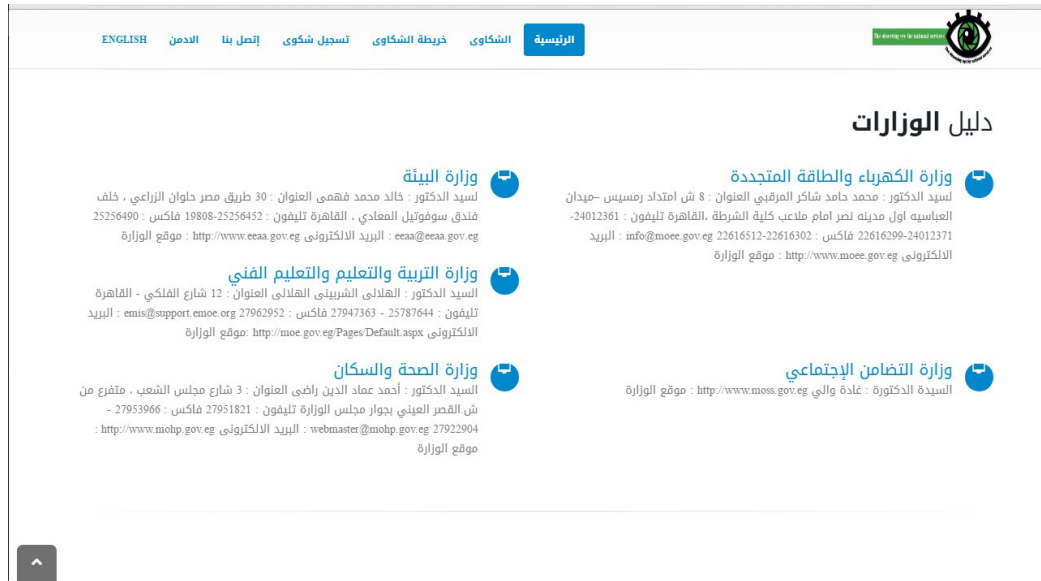 The sleeping eye for national services
الرئيسية الشكاوى خريطة الشكاوى تسجيل شكوى إتصل بنا الادمن ENGLISH
دليل الوزارات
وزارة الكهرباء والطاقة المتجددة
لسيد الدكتور : محمد حامد شاكر المرقبي العنوان : 8 ش امتداد رمسيس –ميدان
العباسيه اول مدينه نصر امام ملاعب كلية الشرطة ،القاهرة تليفون : 24012361-
22616299-24012371 فاكس : 22616302-22616512 info@moee.gov.eg : البريد
الالكترونى http://www.moee.gov.eg : موقع الوزارة
وزارة البيئة
لسيد الدكتور : خالد محمد فهمى العنوان : 30 طريق مصر حلوان الزراعي ، خلف
فندق سوفوتيل المعادي ، القاهرة تليفون : 25256452-19808 فاكس : 25256490
eeaa@eeaa.gov.eg : البريد الالكترونى http://www.eeaa.gov.eg : موقع الوزارة
وزارة التربية والتعليم والتعليم الفني
السيد الدكتور : الهلالى الشربينى الهلالى العنوان : 12 شارع الفلكي - القاهرة
تليفون : 25787644 - 27947363 فاكس : 27962952 emis@support.emoe.org : البريد
الالكترونى http://moe.gov.eg/Pages/Default.aspx :موقع الوزارة
وزارة التضامن الإجتماعي
السيدة الدكتورة : غادة والي http://www.moss.gov.eg : موقع الوزارة
وزارة الصحة والسكان
السيد الدكتور : أحمد عماد الدين راضى العنوان : 3 شارع مجلس الشعب ، متفرع من
ش.القصر العيني بجوار مجلس الوزارة تليفون : 27951821 فاكس : 27953966 -
27922904 webmaster@mohp.gov.eg : البريد الالكترونى http://www.mohp.gov.eg :
موقع الوزارة